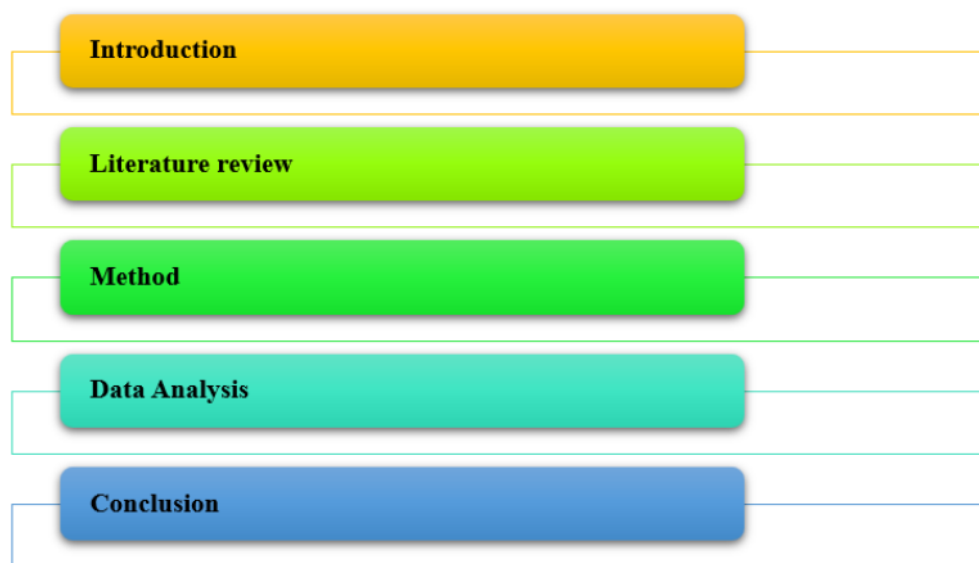 Introduction
Literature review
Method
Data Analysis
Conclusion